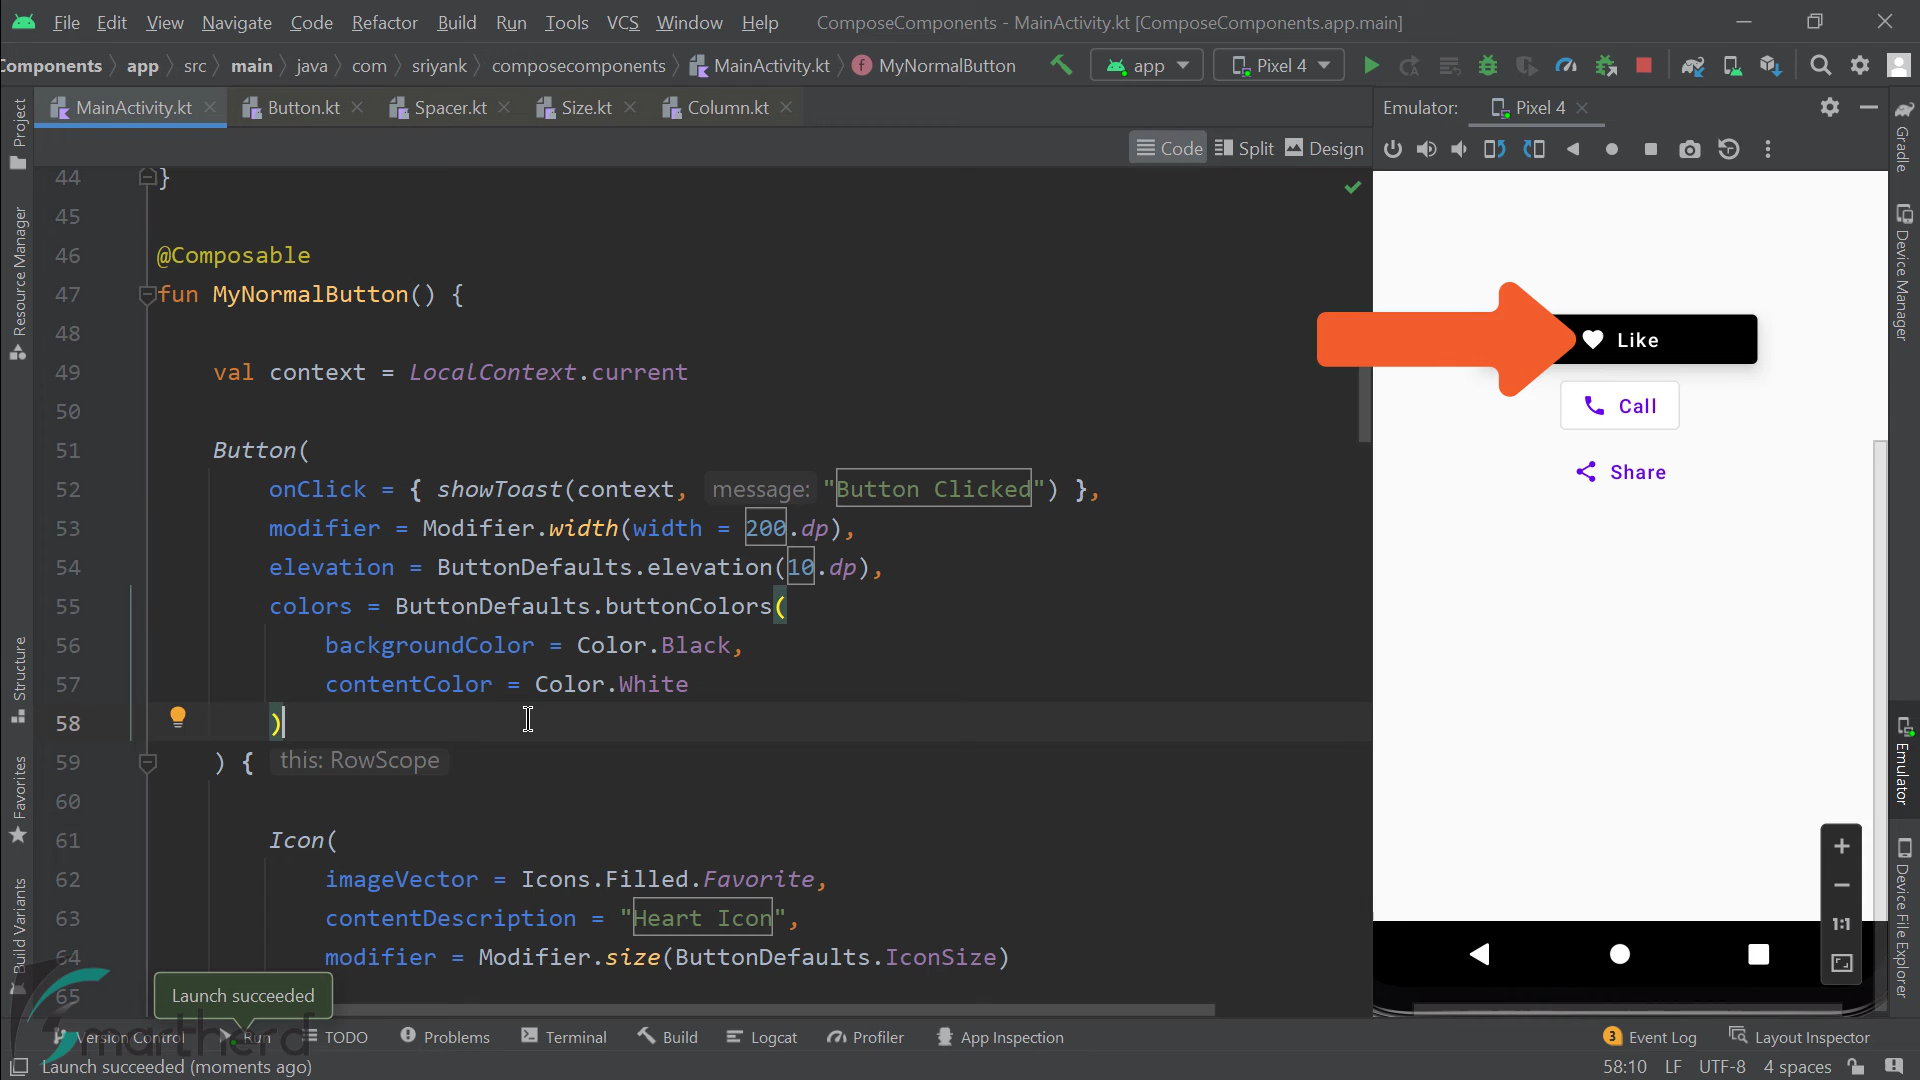 File Edit View Navigate Code Refactor Build Run Tools VCS Window Help ComposeComponents - MainActivity.kt [ComposeComponents.app.main]
Components app src main java com sriyank composecomponents MainActivity.kt MyNormalButton app Pixel 4
MainActivity.kt Button.kt Spacer.kt Size.kt Column.kt Emulator: Pixel 4
Code Split Design
Project
Resource Manager
Structure
Favorites
Build Variants
44 }
45
46 @Composable
47 fun MyNormalButton() {
48
49 val context = LocalContext.current
50
51 Button(
52 onClick = { showToast(context, message: "Button Clicked") },
53 modifier = Modifier.width(width = 200.dp),
54 elevation = ButtonDefaults.elevation(10.dp),
55 colors = ButtonDefaults.buttonColors(
56 backgroundColor = Color.Black,
57 contentColor = Color.White
58 )
59 ) { this: RowScope
60
61 Icon(
62 imageVector = Icons.Filled.Favorite,
63 contentDescription = "Heart Icon",
64 modifier = Modifier.size(ButtonDefaults.IconSize)
65
Like
Call
Share
1:1
Gradle
Device Manager
Emulator
Device File Explorer
Launch succeeded
Version Control Run TODO Problems Terminal Build Logcat Profiler App Inspection 3 Event Log Layout Inspector
martherd
Launch succeeded (moments ago) 58:10 LF UTF-8 4 spaces